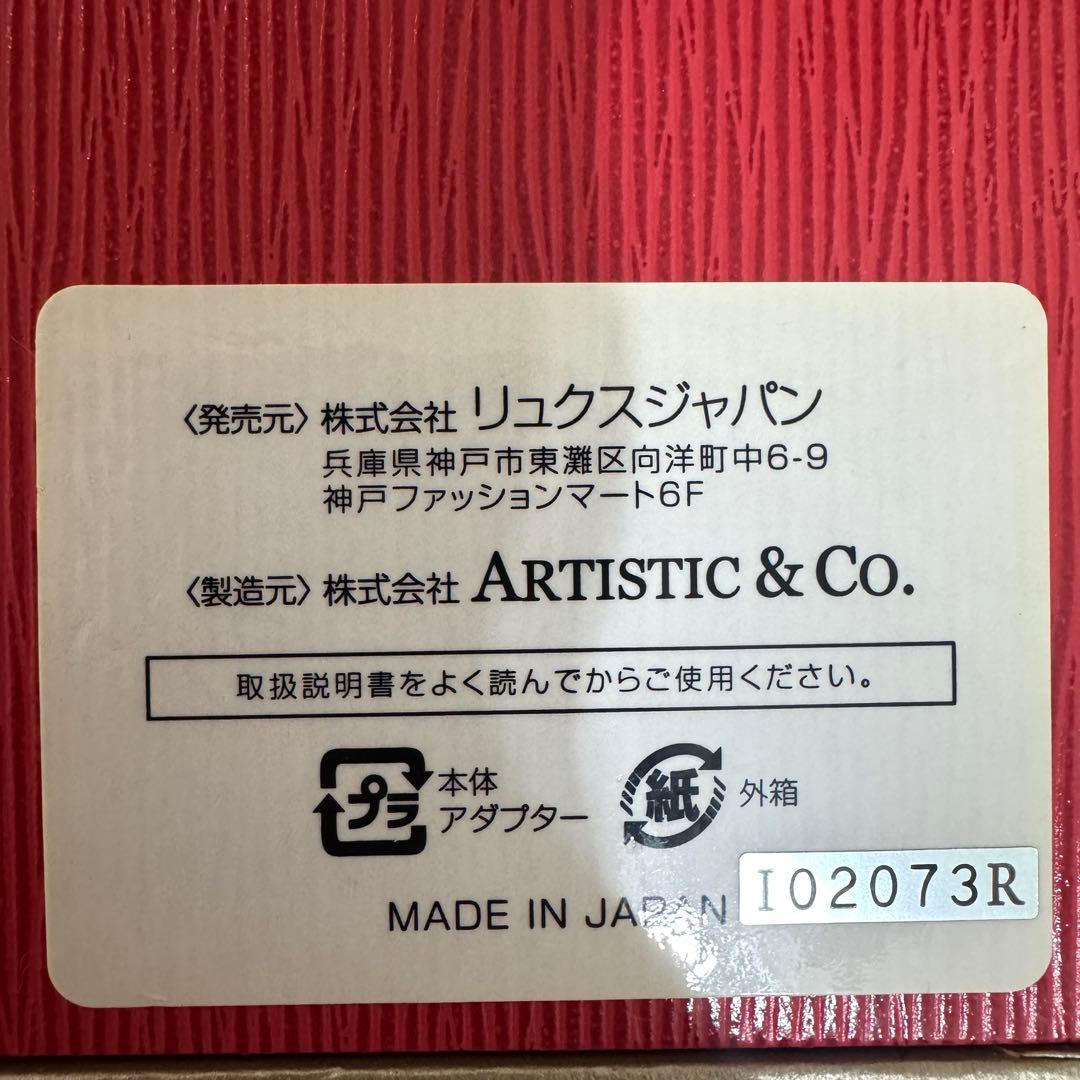 〈発売元〉株式会社 リュクスジャパン
兵庫県神戸市東灘区向洋町中6-9
神戸ファッションマート6F
〈製造元〉株式会社 ARTISTIC & CO.
取扱説明書をよく読んでからご使用ください。
プラ 本体
アダプター
紙 外箱
MADE IN JAPAN
I02073R